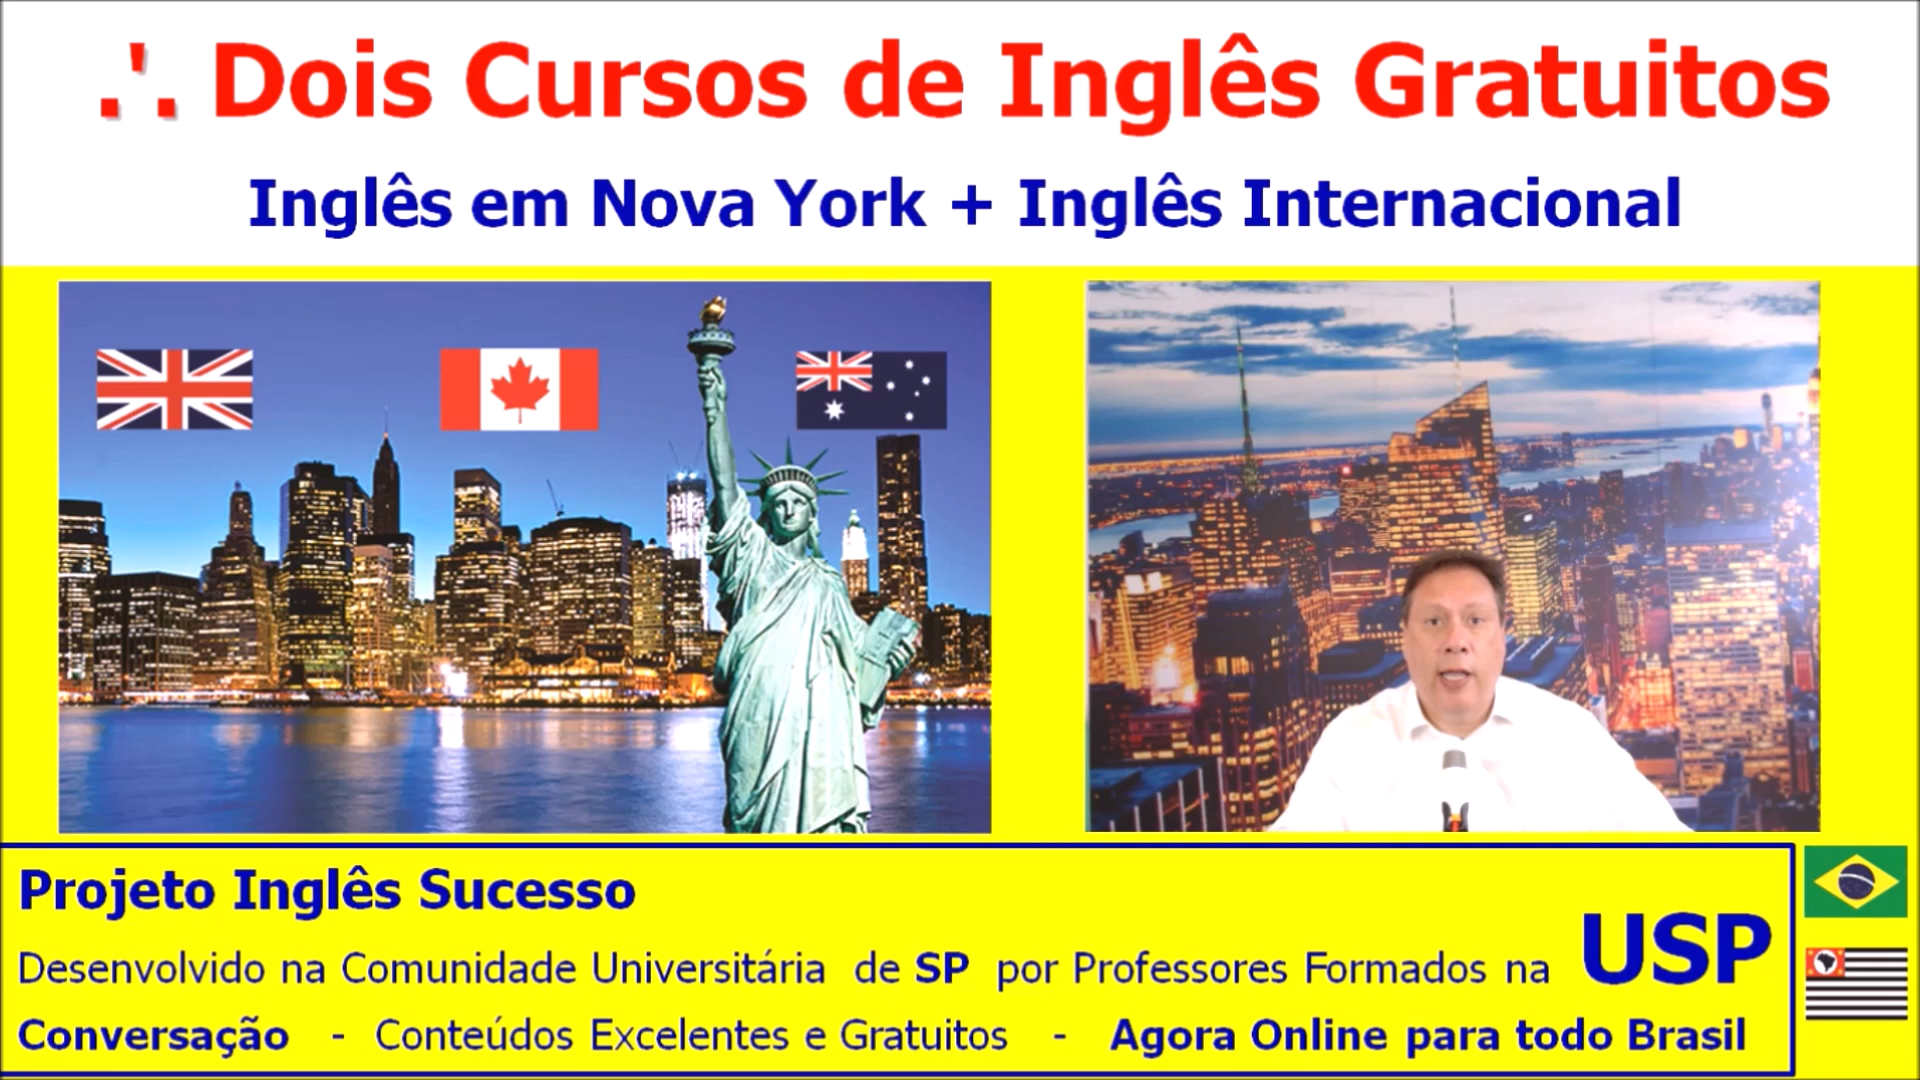 .'. Dois Cursos de Inglês Gratuitos
Inglês em Nova York + Inglês Internacional
Projeto Inglês Sucesso
Desenvolvido na Comunidade Universitária de SP por Professores Formados na USP
Conversação - Conteúdos Excelentes e Gratuitos - Agora Online para todo Brasil